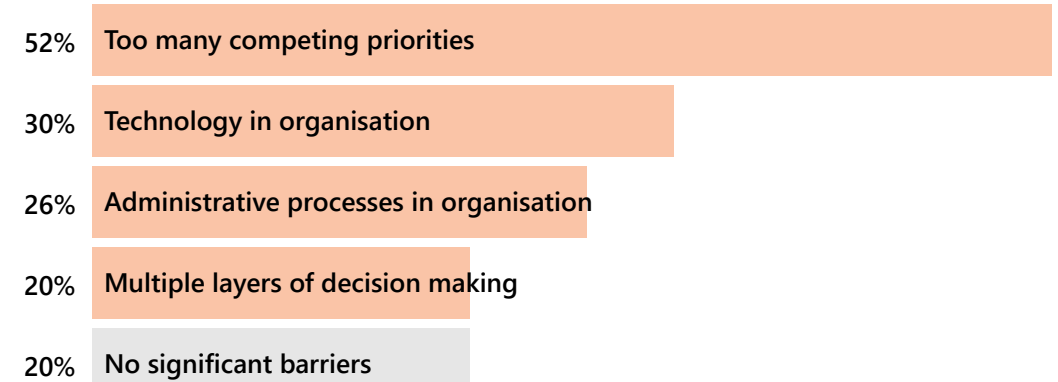 52% Too many competing priorities
30% Technology in organisation
26% Administrative processes in organisation
20% Multiple layers of decision making
20% No significant barriers